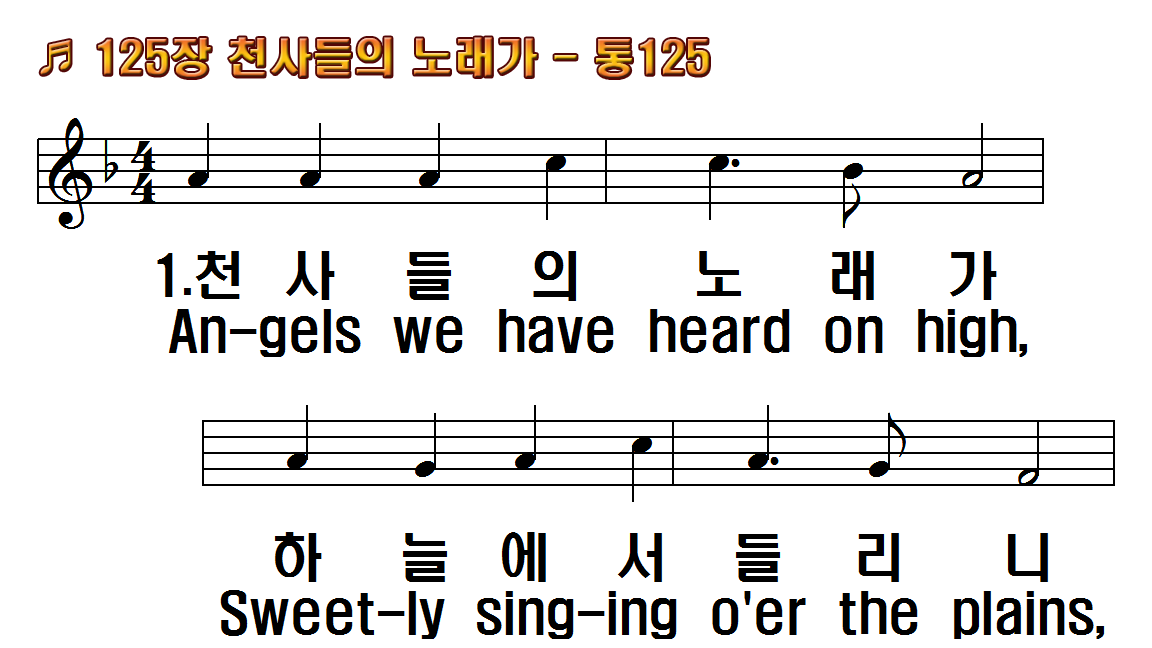 ♬ 125장 천사들의 노래가 - 통125
4
4
1.천 사 들 의 노 래 가
An-gels we have heard on high,
하 늘 에 서 들 리 니
Sweet-ly sing-ing o'er the plains,